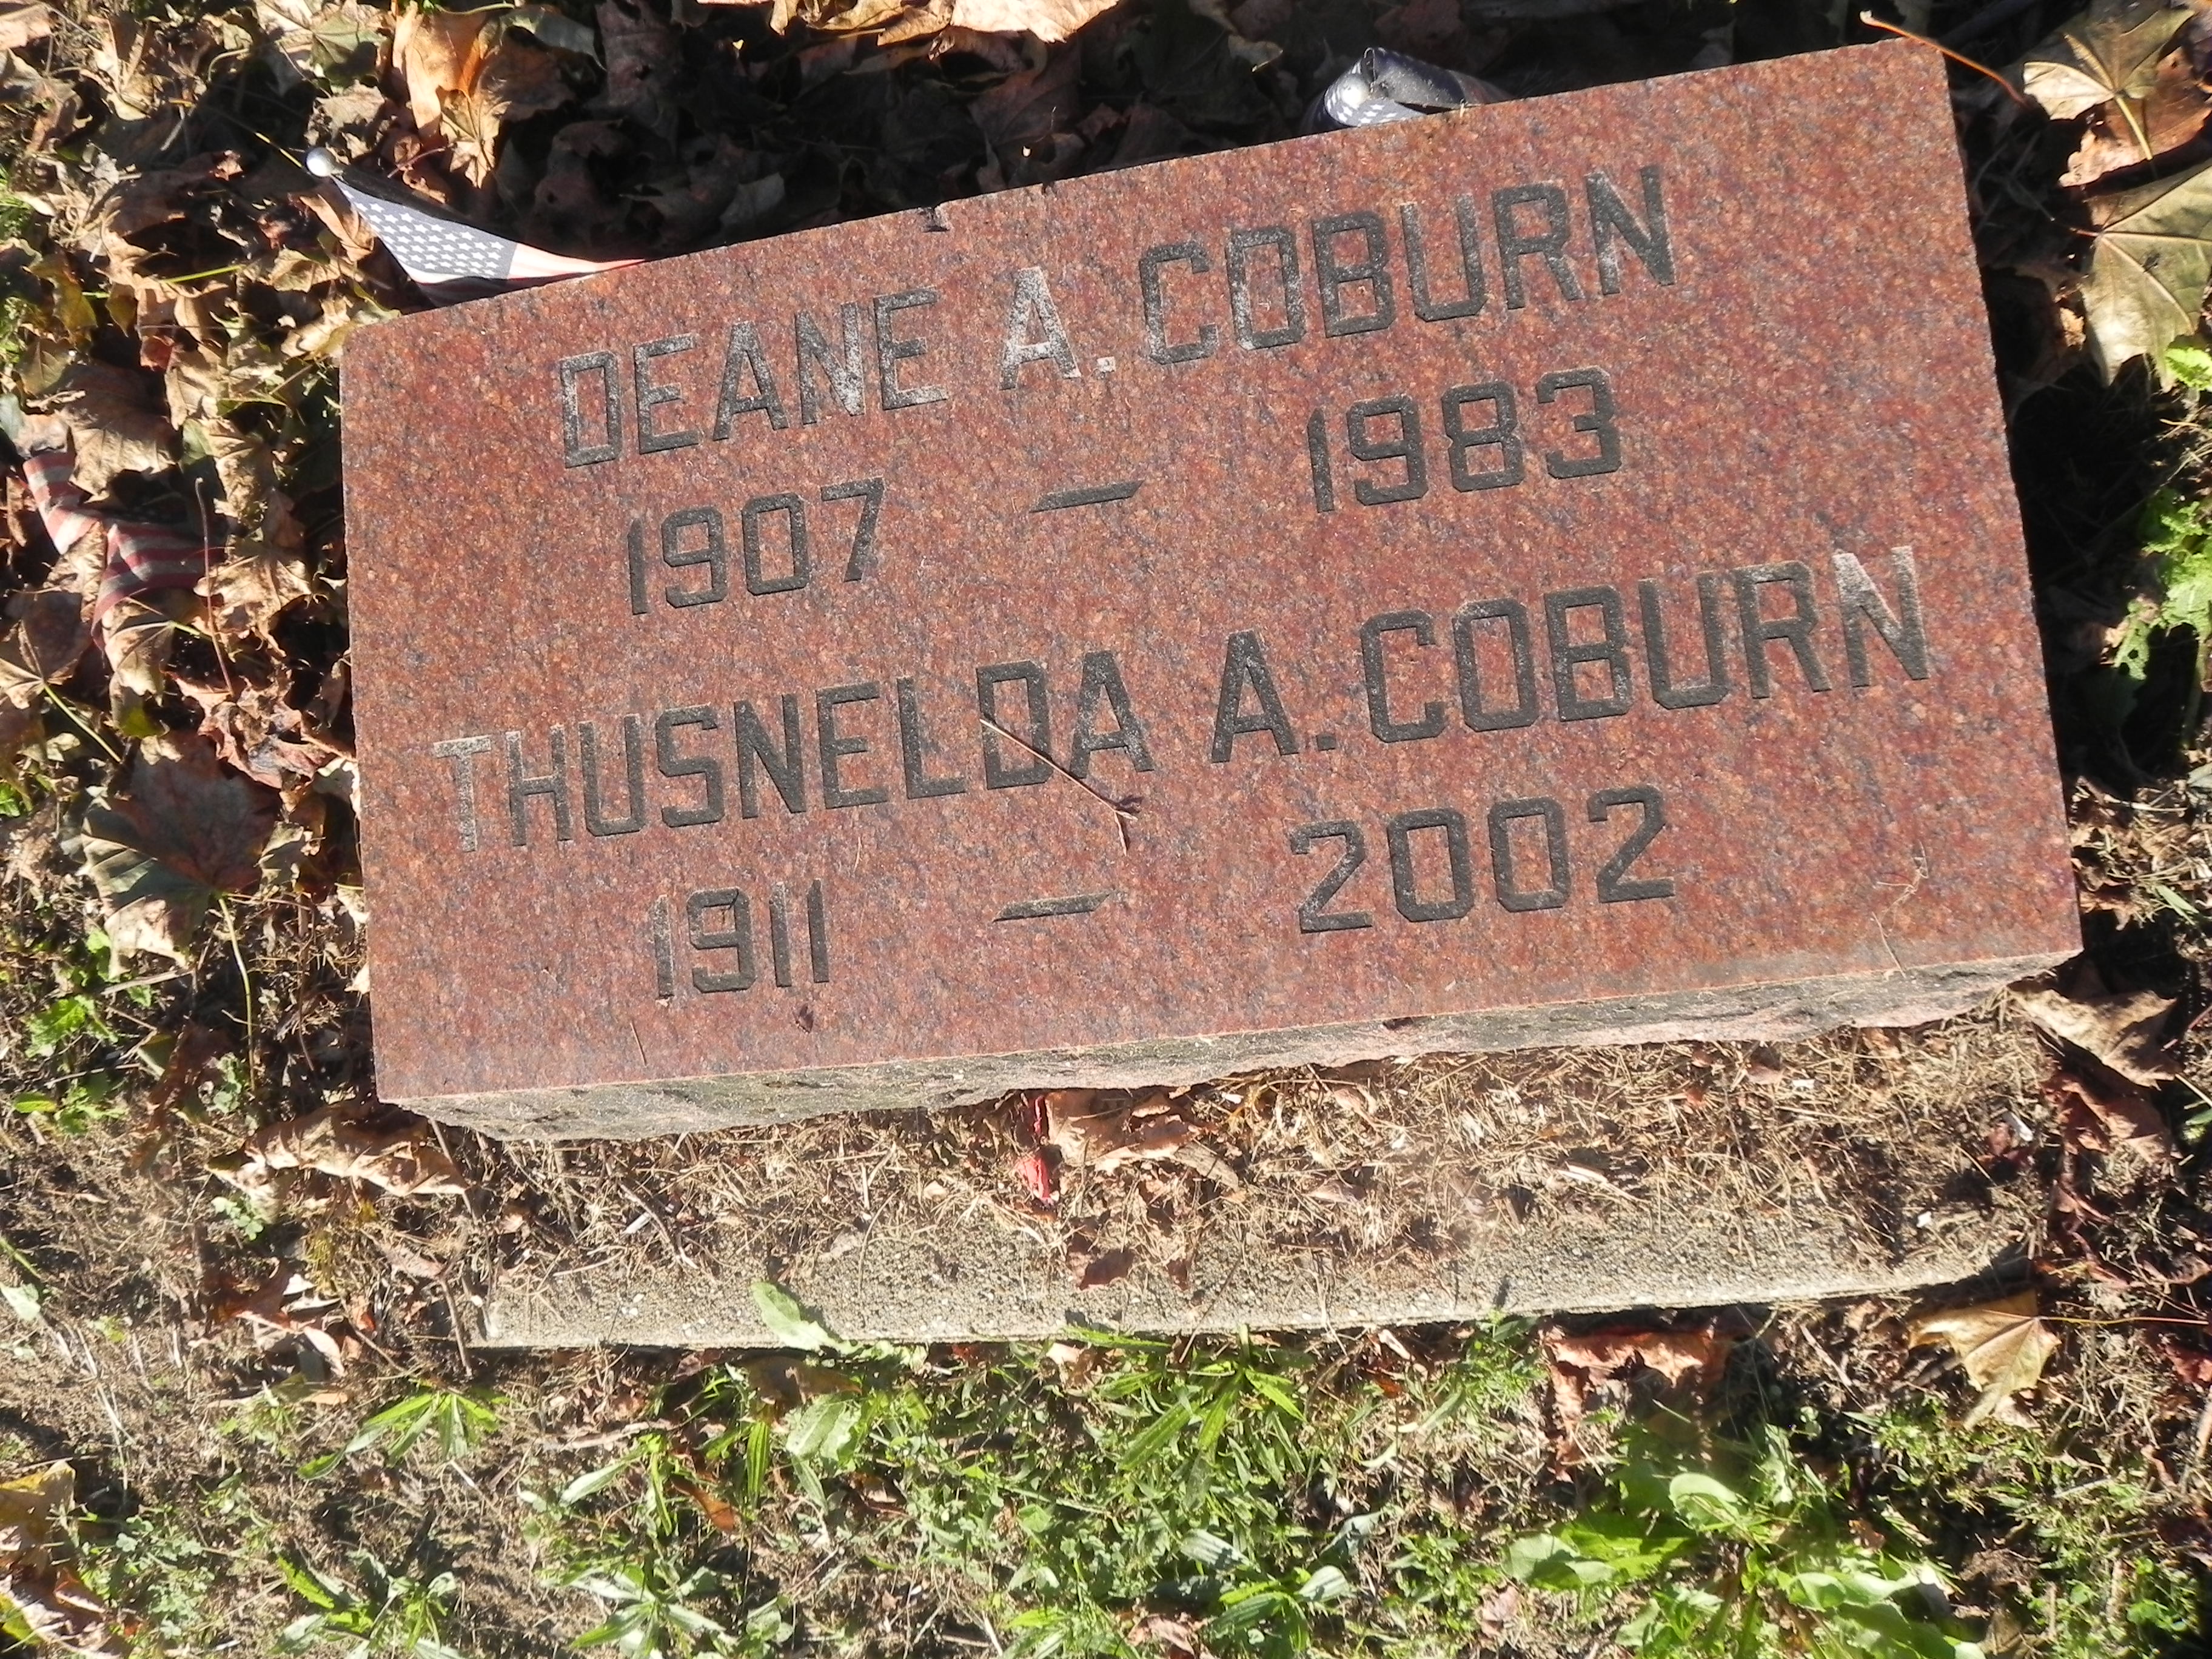 DEANE A. COBURN
1907 — 1983
THUSNELDA A. COBURN
1911 — 2002